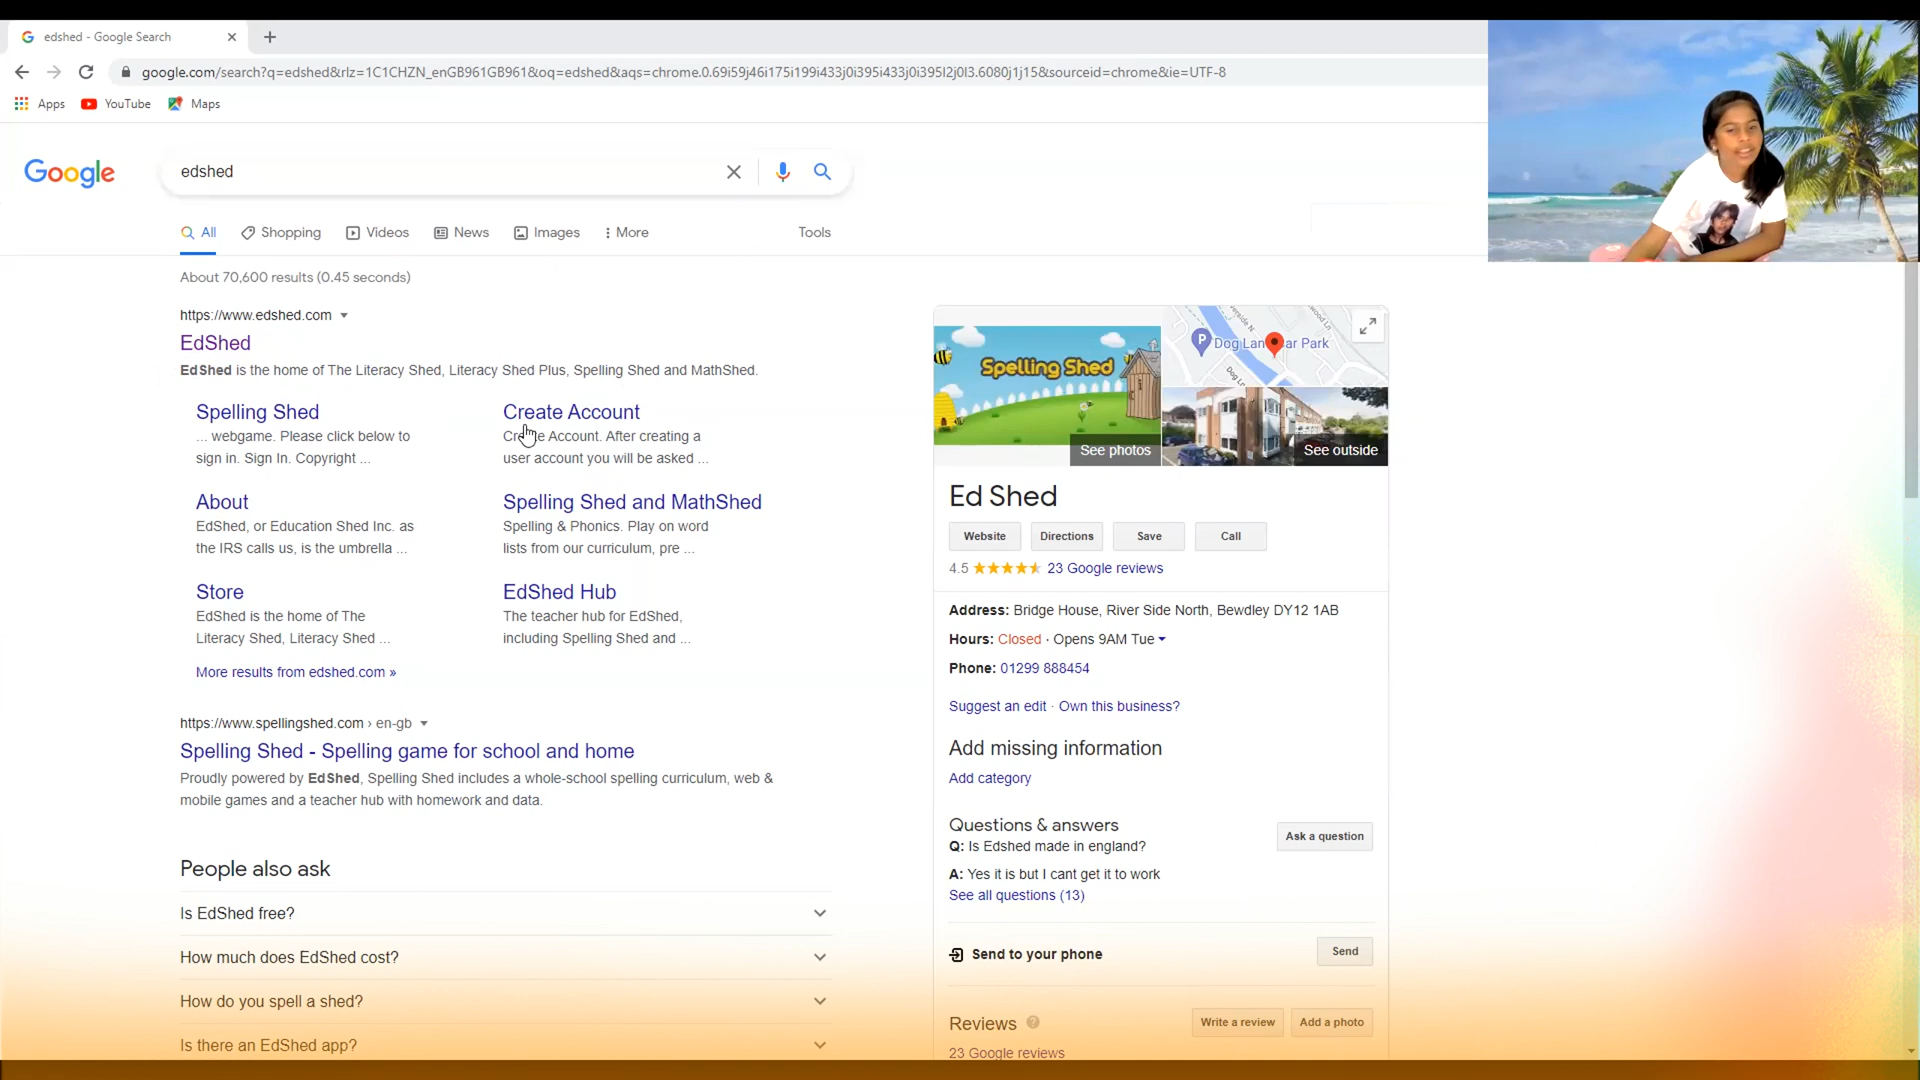 edshed - Google Search
google.com/search?q=edshed&rlz=1C1CHZN_enGB961GB961&oq=edshed&aqs=chrome.0.69i59j46i175i199i433j0i395i433j0i395l2j0l3.6080j1j15&sourceid=chrome&ie=UTF-8
Apps YouTube Maps
Google
edshed
All Shopping Videos News Images More Tools
About 70,600 results (0.45 seconds)
https://www.edshed.com
EdShed
EdShed is the home of The Literacy Shed, Literacy Shed Plus, Spelling Shed and MathShed.
Spelling Shed
... webgame. Please click below to
sign in. Sign In. Copyright ...
Create Account
Create Account. After creating a
user account you will be asked ...
About
EdShed, or Education Shed Inc. as
the IRS calls us, is the umbrella ...
Spelling Shed and MathShed
Spelling & Phonics. Play on word
lists from our curriculum, pre ...
Store
EdShed is the home of The
Literacy Shed, Literacy Shed ...
EdShed Hub
The teacher hub for EdShed,
including Spelling Shed and ...
More results from edshed.com »
https://www.spellingshed.com › en-gb
Spelling Shed - Spelling game for school and home
Proudly powered by EdShed, Spelling Shed includes a whole-school spelling curriculum, web &
mobile games and a teacher hub with homework and data.
People also ask
Is EdShed free?
How much does EdShed cost?
How do you spell a shed?
Is there an EdShed app?
Spelling Shed
See photos
P
Dog Lan ar Park
Dog Ln
See outside
Ed Shed
Website Directions Save Call
4.5 23 Google reviews
Address: Bridge House, River Side North, Bewdley DY12 1AB
Hours: Closed · Opens 9AM Tue
Phone: 01299 888454
Suggest an edit · Own this business?
Add missing information
Add category
Questions & answers
Ask a question
Q: Is Edshed made in england?
A: Yes it is but I cant get it to work
See all questions (13)
Send to your phone
Send
Reviews
Write a review Add a photo
23 Google reviews